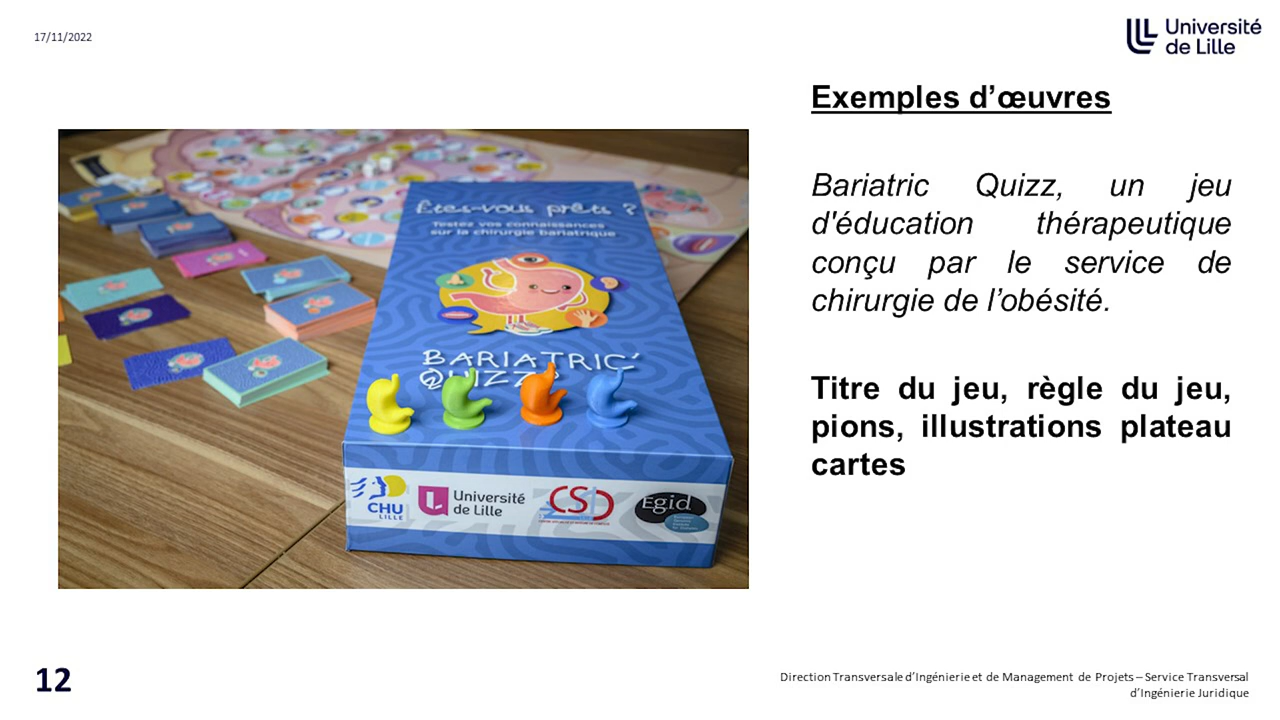 17/11/2022
Université
de Lille
Exemples d’œuvres
Bariatric Quizz, un jeu
d'éducation thérapeutique
conçu par le service de
chirurgie de l’obésité.
Titre du jeu, règle du jeu,
pions, illustrations plateau
cartes
Êtes-vous prêts ?
Testez vos connaissances
sur la chirurgie bariatrique
BARIATRIC'
QUIZZ
CHU
LILLE
Université
de Lille
CSO
Egid
12
Direction Transversale d’Ingénierie et de Management de Projets – Service Transversal
d’Ingénierie Juridique